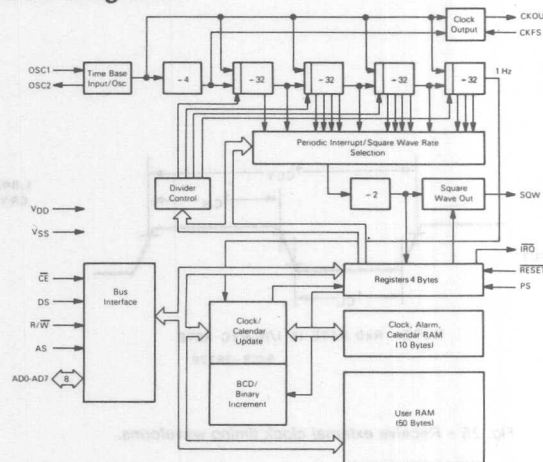 Clock
Output
CKOU
CKFS
OSC1
OSC2
Time Base
Input/Osc
÷ 4
÷ 32
÷ 32
÷ 32
÷ 32
1 Hz
Periodic Interrupt/Square Wave Rate
Selection
Divider
Control
÷ 2
Square
Wave Out
SQW
VDD
VSS
IRQ
RESET
PS
Registers 4 Bytes
CE
DS
R/W
AS
AD0-AD7
8
Bus
Interface
Clock/
Calendar
Update
BCD/
Binary
Increment
Clock, Alarm,
Calendar RAM
(10 Bytes)
User RAM
(50 Bytes)